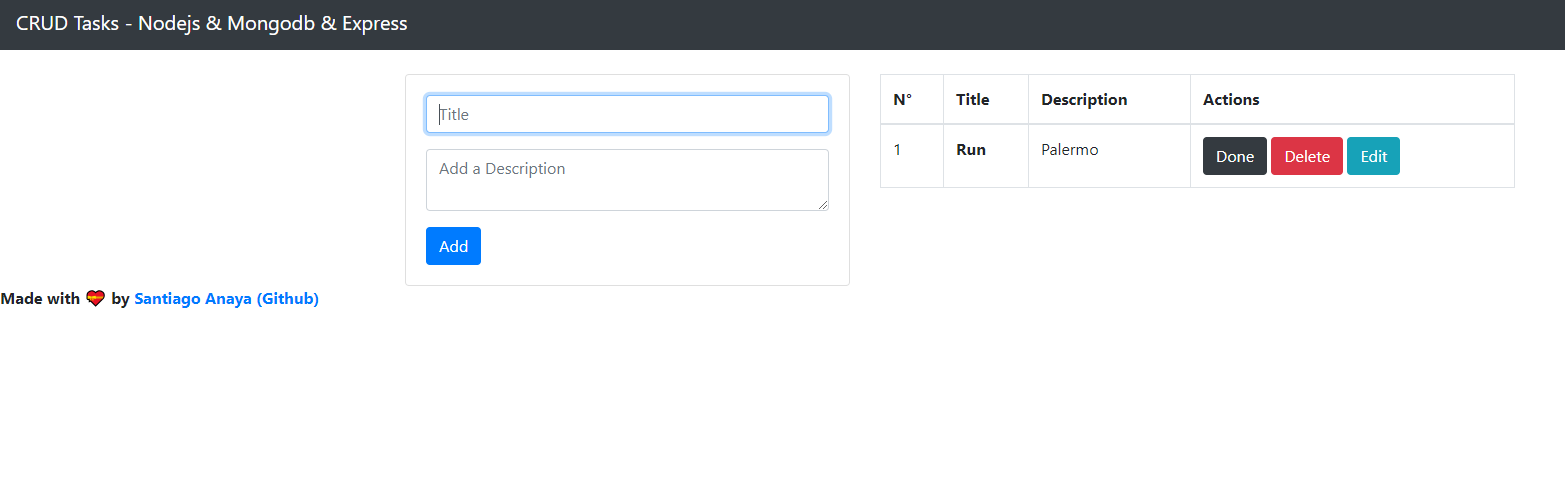 CRUD Tasks - Nodejs & Mongodb & Express
Title
Add a Description
Add
N° Title Description Actions
1 Run Palermo Done Delete Edit
Made with ❤️ by Santiago Anaya (Github)